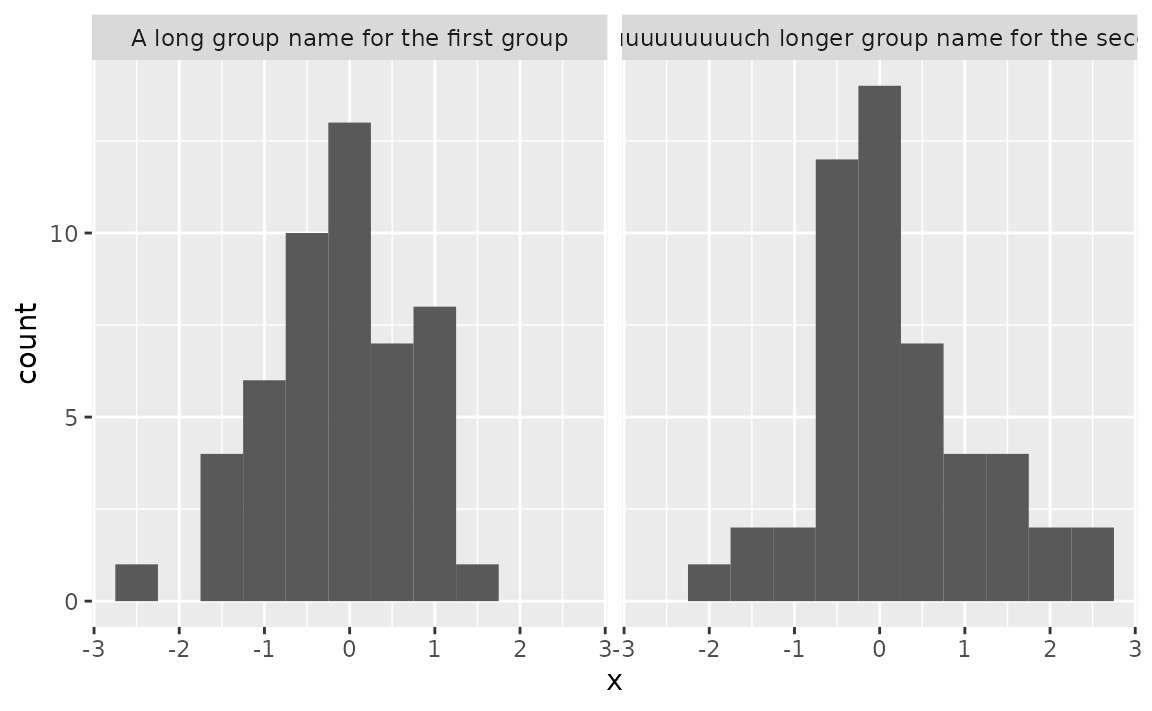 A long group name for the first group
uuuuuuuuch longer group name for the sec
count
10
5
0
-3 -2 -1 0 1 2 3
-3 -2 -1 0 1 2 3
x